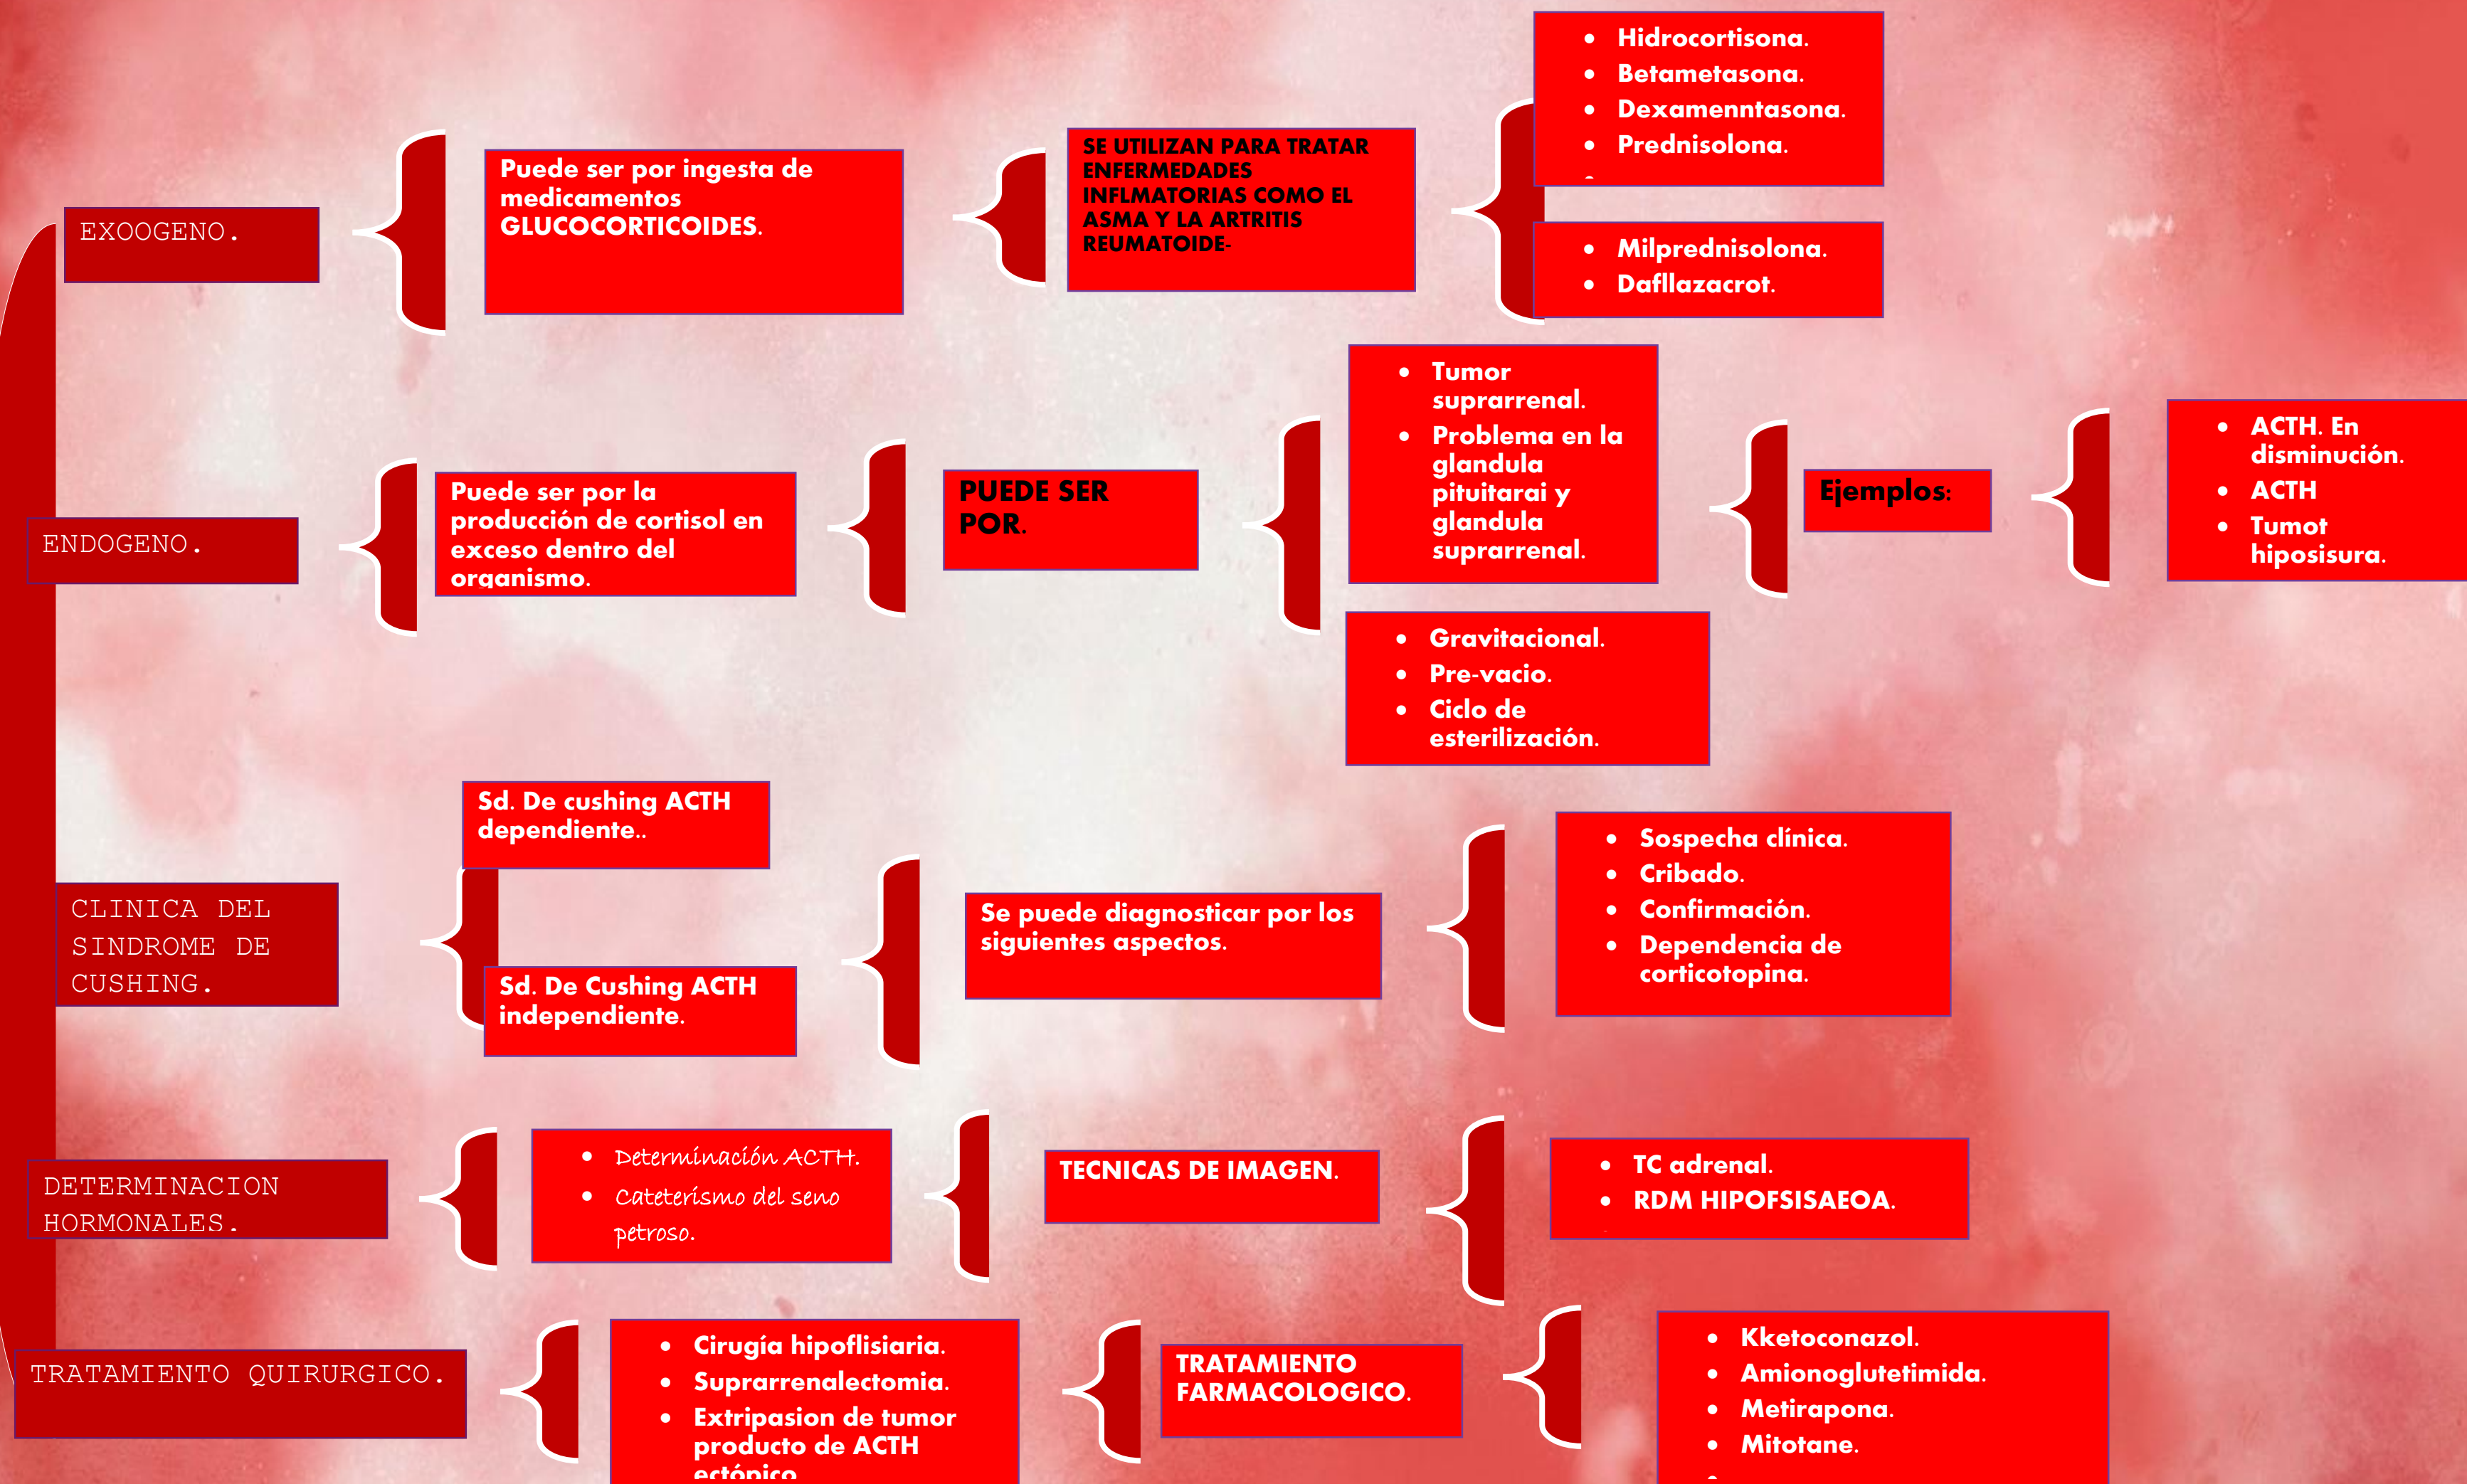 EXOOGENO.
Puede ser por ingesta de
medicamentos
GLUCOCORTICOIDES.
SE UTILIZAN PARA TRATAR
ENFERMEDADES
INFLMATORIAS COMO EL
ASMA Y LA ARTRITIS
REUMATOIDE-
• Hidrocortisona.
• Betametasona.
• Dexamenntasona.
• Prednisolona.
• Milprednisolona.
• Dafllazacrot.
ENDOGENO.
Puede ser por la
producción de cortisol en
exceso dentro del
organismo.
PUEDE SER
POR.
• Tumor
suprarrenal.
• Problema en la
glandula
pituitarai y
glandula
suprarrenal.
• Gravitacional.
• Pre-vacio.
• Ciclo de
esterilización.
Ejemplos:
• ACTH. En
disminución.
• ACTH
• Tumot
hiposisura.
CLINICA DEL
SINDROME DE
CUSHING.
Sd. De cushing ACTH
dependiente..
Sd. De Cushing ACTH
independiente.
Se puede diagnosticar por los
siguientes aspectos.
• Sospecha clínica.
• Cribado.
• Confirmación.
• Dependencia de
corticotopina.
DETERMINACION
HORMONALES.
• Determinación ACTH.
• Cateterismo del seno
petroso.
TECNICAS DE IMAGEN.
• TC adrenal.
• RDM HIPOFSISAEOA.
TRATAMIENTO QUIRURGICO.
• Cirugía hipoflisiaria.
• Suprarrenalectomia.
• Extripasion de tumor
producto de ACTH
ectópico
TRATAMIENTO
FARMACOLOGICO.
• Kketoconazol.
• Amionoglutetimida.
• Metirapona.
• Mitotane.